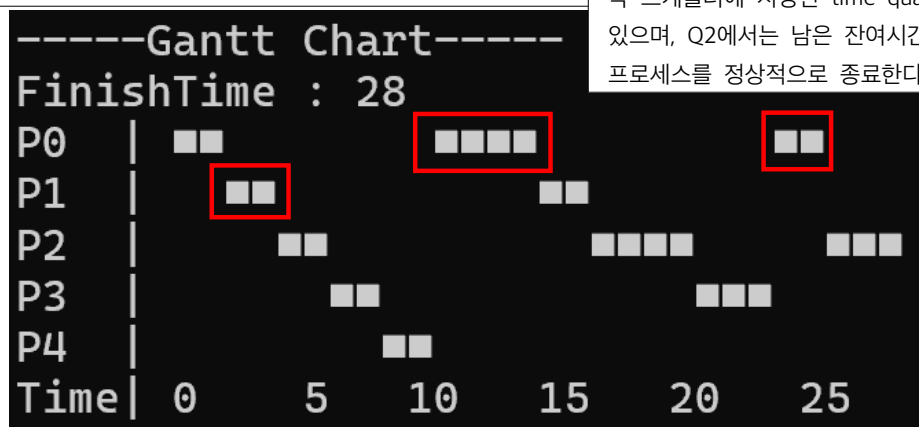 있으며, Q2에서는 남은 잔여시간
프로세스를 정상적으로 종료한다
-----Gantt Chart-----
FinishTime : 28
P0 | ■■ ■■■■ ■■
P1 | ■■ ■■
P2 | ■■ ■■■■ ■■■
P3 | ■■ ■■■
P4 | ■■
Time| 0 5 10 15 20 25